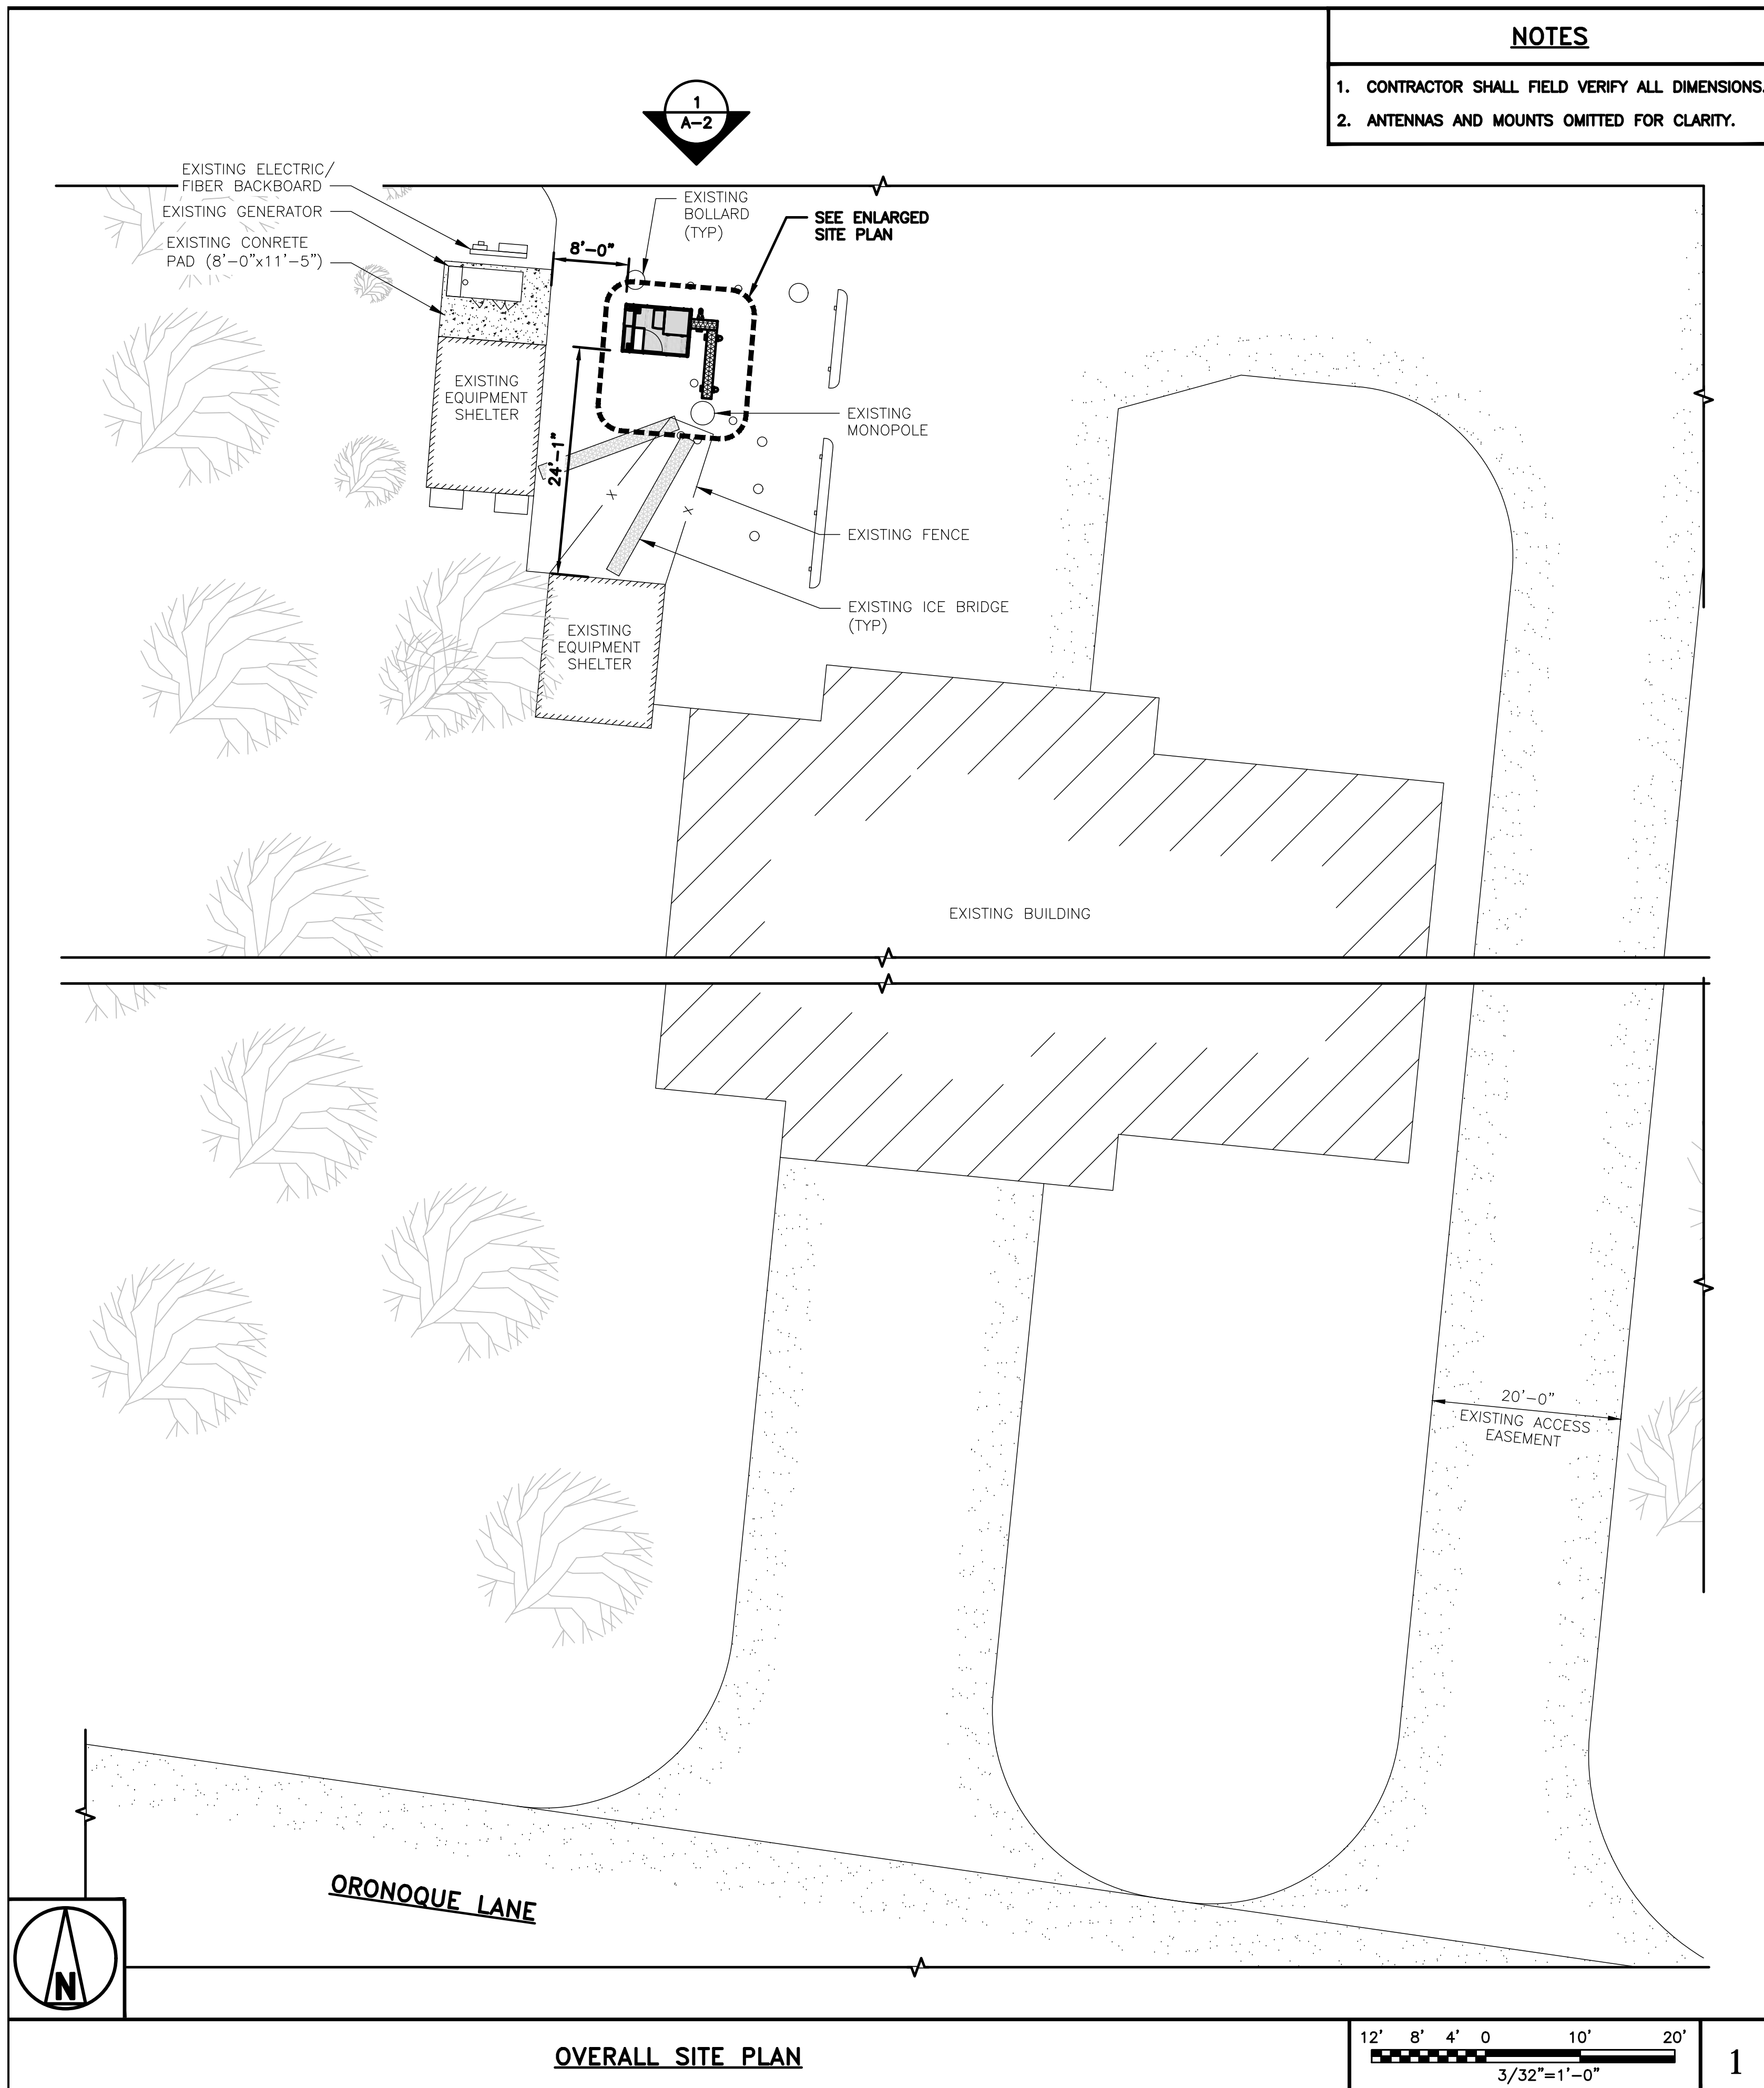 NOTES
1. CONTRACTOR SHALL FIELD VERIFY ALL DIMENSIONS.
2. ANTENNAS AND MOUNTS OMITTED FOR CLARITY.
1
A-2
EXISTING ELECTRIC/
FIBER BACKBOARD
EXISTING GENERATOR
EXISTING CONRETE
PAD (8'-0"x11'-5")
8'-0"
EXISTING
BOLLARD
(TYP)
SEE ENLARGED
SITE PLAN
EXISTING
EQUIPMENT
SHELTER
24'-1"
EXISTING
MONOPOLE
X
X
EXISTING FENCE
EXISTING ICE BRIDGE
(TYP)
EXISTING
EQUIPMENT
SHELTER
EXISTING BUILDING
20'-0"
EXISTING ACCESS
EASEMENT
ORONOQUE LANE
N
OVERALL SITE PLAN
12' 8' 4' 0 10' 20'
3/32"=1'-0"
1